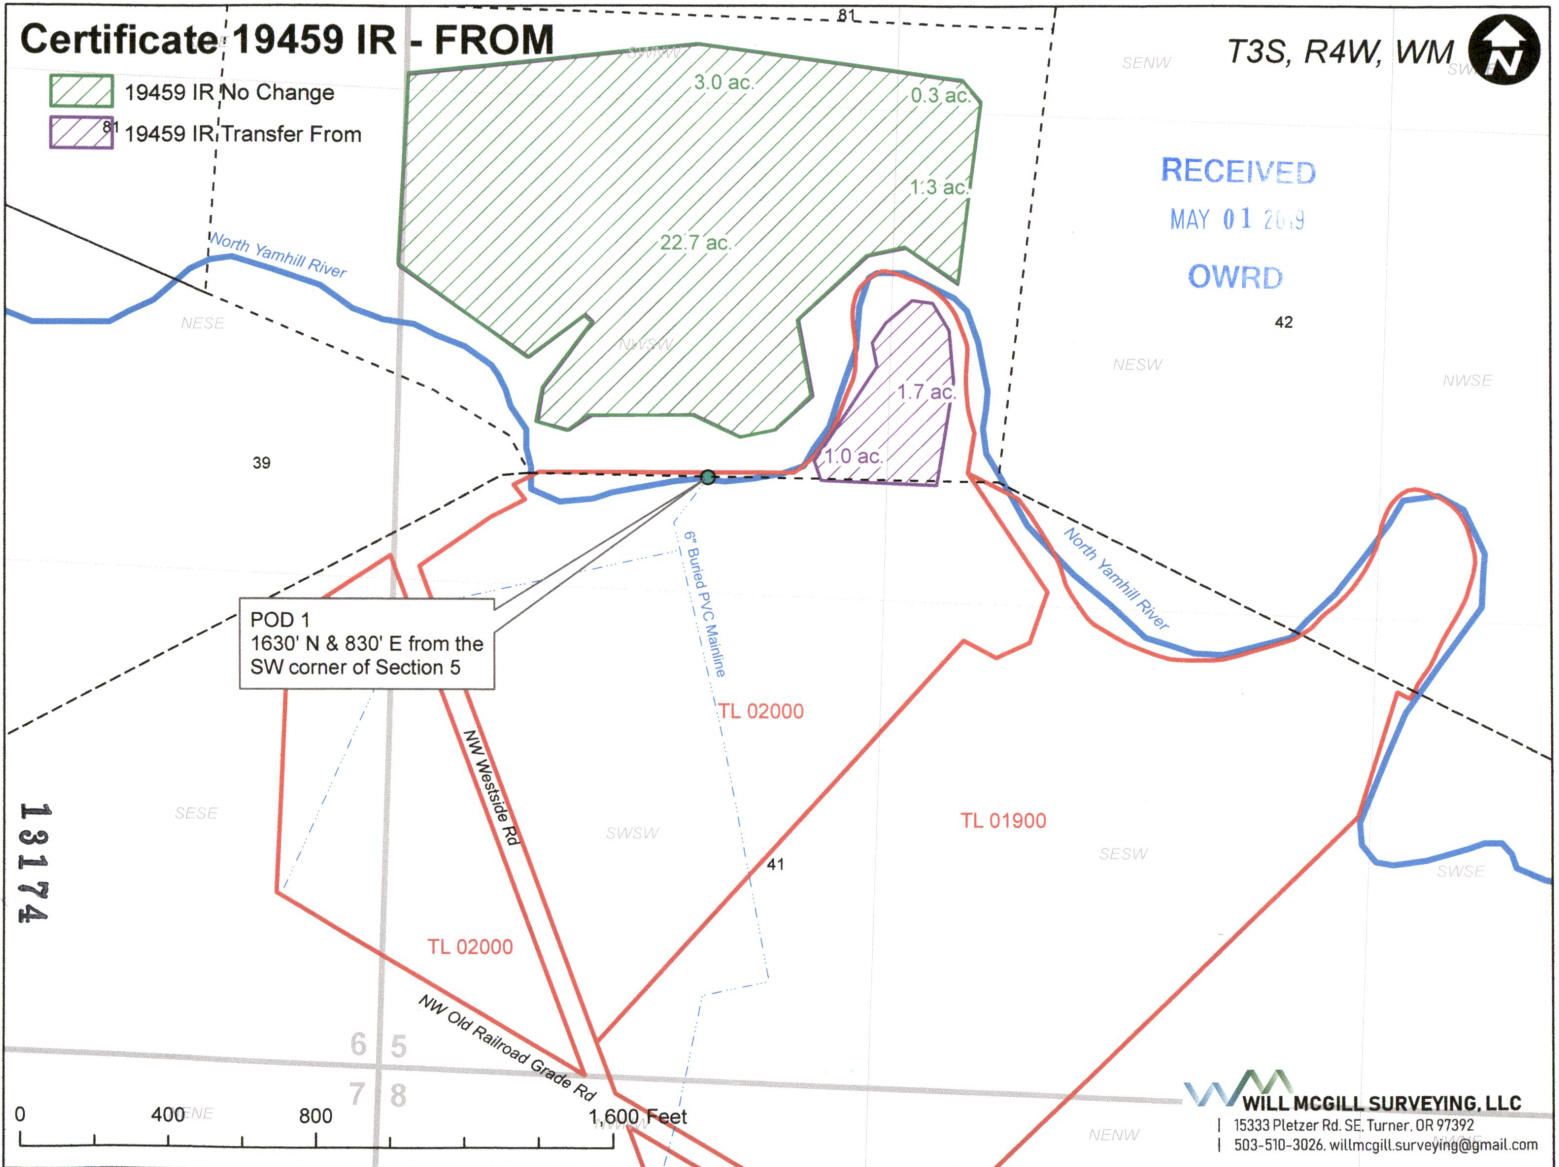 Certificate 19459 IR - FROM
19459 IR No Change
19459 IR Transfer From
81
81
T3S, R4W, WM
N
SENW
SWNW
3.0 ac.
0.3 ac.
1.3 ac.
22.7 ac.
RECEIVED
MAY 01 2019
OWRD
42
North Yamhill River
NESE
NWSW
NESW
NWSE
1.7 ac.
1.0 ac.
39
6" Buried PVC Mainline
North Yamhill River
POD 1
1630' N & 830' E from the
SW corner of Section 5
TL 02000
NW Westside Rd
TL 01900
SESE
SWSW
SESW
SWSE
41
13174
TL 02000
NW Old Railroad Grade Rd
6 5
7 8
0 400 800 1,600 Feet
NENE
NENW
WILL MCGILL SURVEYING, LLC
15333 Pletzer Rd. SE, Turner, OR 97392
503-510-3026, willmcgill.surveying@gmail.com